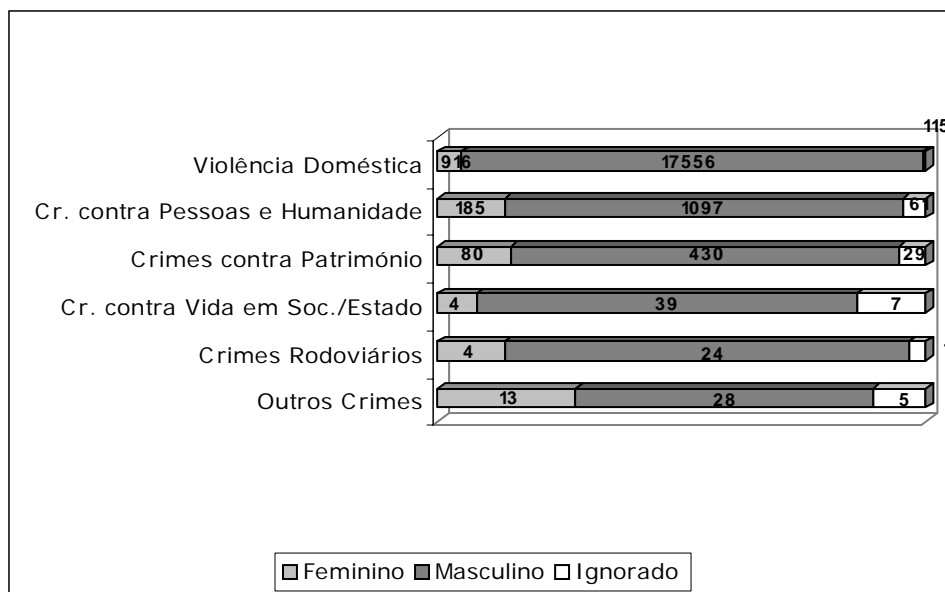 115
Violência Doméstica 916 17556
Cr. contra Pessoas e Humanidade 185 1097 61
Crimes contra Património 80 430 29
Cr. contra Vida em Soc./Estado 4 39 7
Crimes Rodoviários 4 24
Outros Crimes 13 28 5
Feminino Masculino Ignorado